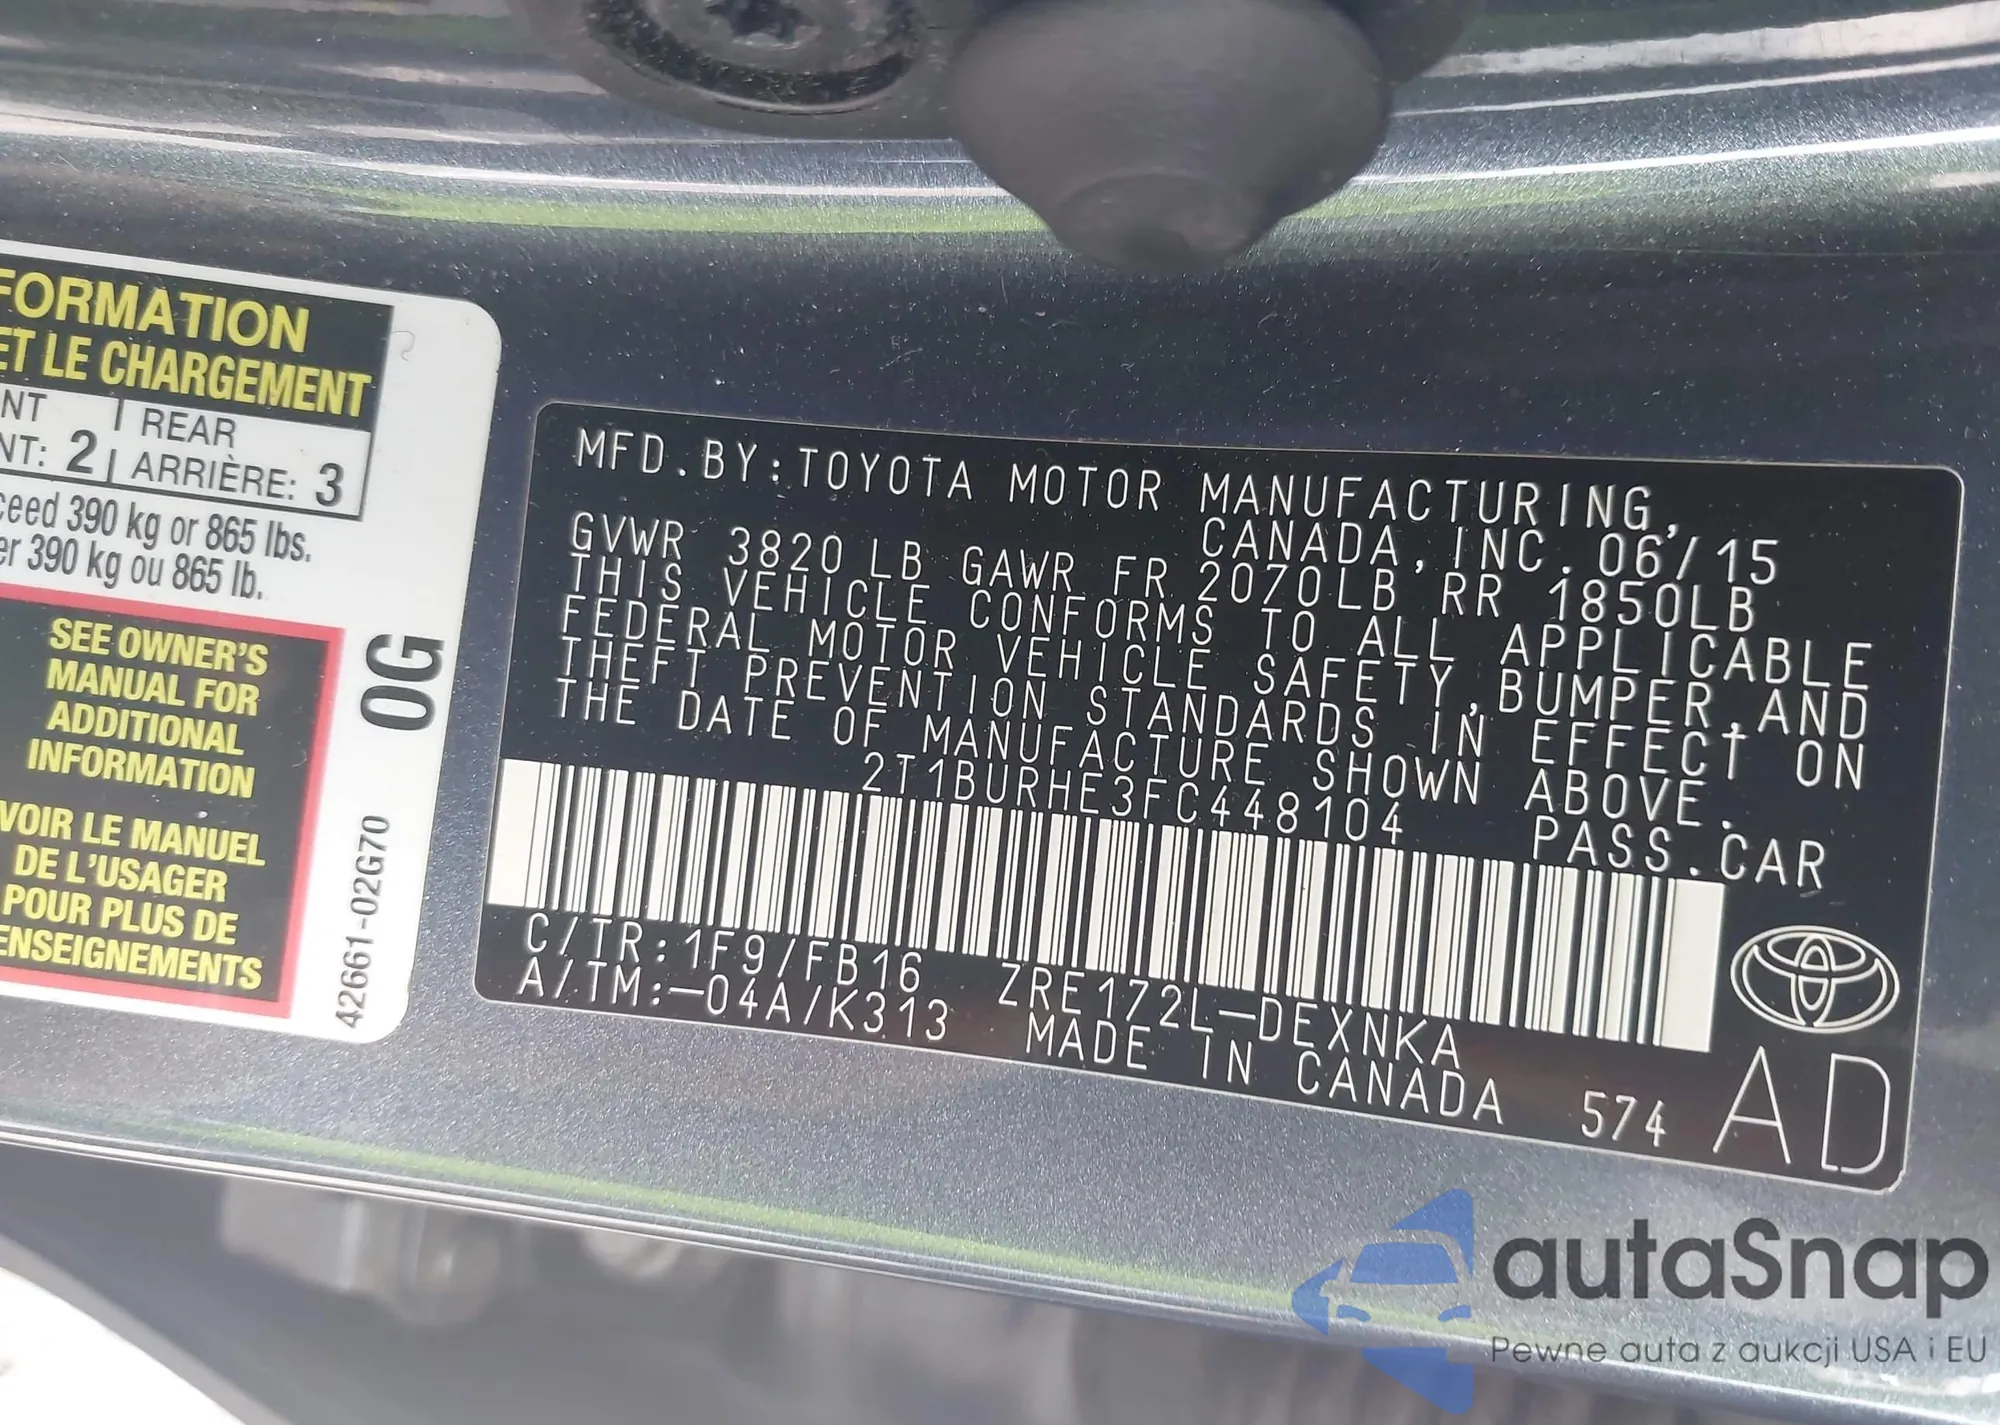 FORMATION
ET LE CHARGEMENT
NT | REAR
NT: 2 | ARRIÈRE: 3
ceed 390 kg or 865 lbs.
er 390 kg ou 865 lb.
SEE OWNER'S
MANUAL FOR
ADDITIONAL
INFORMATION
VOIR LE MANUEL
DE L'USAGER
POUR PLUS DE
ENSEIGNEMENTS
0G
42661-02G70
MFD.BY:TOYOTA MOTOR MANUFACTURING,
CANADA,INC. 06/15
GVWR 3820LB GAWR FR 2070LB RR 1850LB
THIS VEHICLE CONFORMS TO ALL APPLICABLE
FEDERAL MOTOR VEHICLE SAFETY,BUMPER,AND
THEFT PREVENTION STANDARDS IN EFFECT ON
THE DATE OF MANUFACTURE SHOWN ABOVE.
2T1BURHE3FC448104 PASS.CAR
C/TR:1F9/FB16 ZRE172L-DEXNKA
A/TM:-04A/K313 MADE IN CANADA 574
AD
autaSnap
Pewne auta z aukcji USA i EU